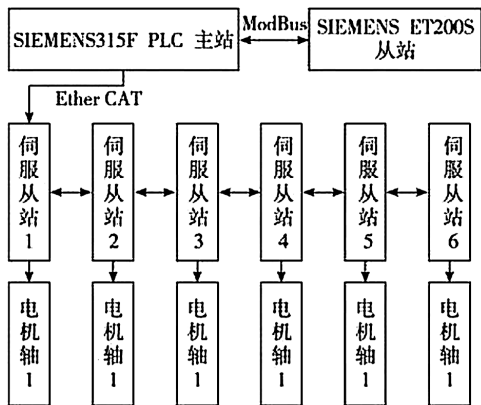 SIEMENS315F PLC 主站
ModBus
SIEMENS ET200S
从站
Ether CAT
伺服从站1
伺服从站2
伺服从站3
伺服从站4
伺服从站5
伺服从站6
电机轴1
电机轴1
电机轴1
电机轴1
电机轴1
电机轴1